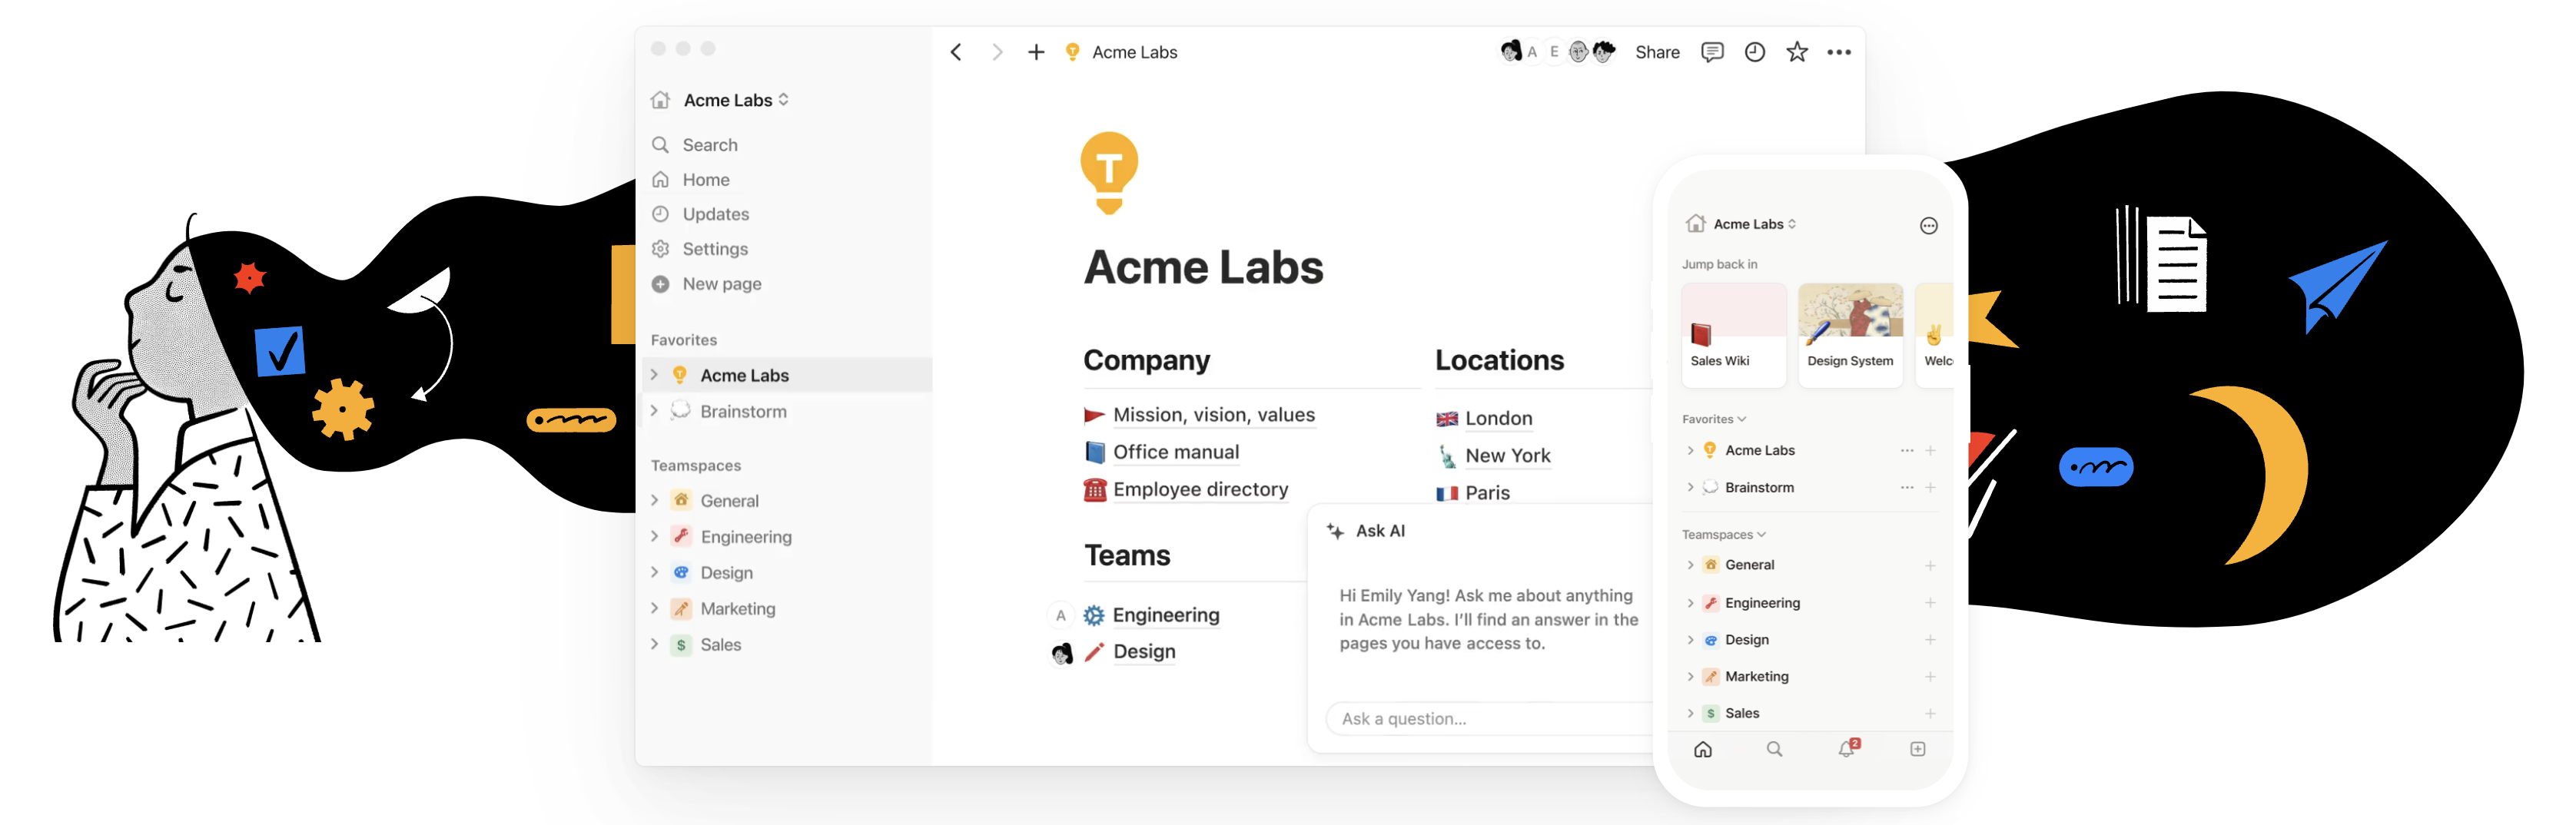 Acme Labs
Share
A
E
Acme Labs
Search
Home
Updates
Settings
New page
Favorites
Acme Labs
Brainstorm
Teamspaces
General
Engineering
Design
Marketing
$
Sales
T
Acme Labs
Company
Mission, vision, values
Office manual
Employee directory
Locations
London
New York
Paris
Teams
A
Engineering
Design
Ask AI
Hi Emily Yang! Ask me about anything
in Acme Labs. I’ll find an answer in the
pages you have access to.
Ask a question...
Acme Labs
Jump back in
Sales Wiki
Design System
Welc
Favorites
Acme Labs
Brainstorm
Teamspaces
General
Engineering
Design
Marketing
$
Sales
2